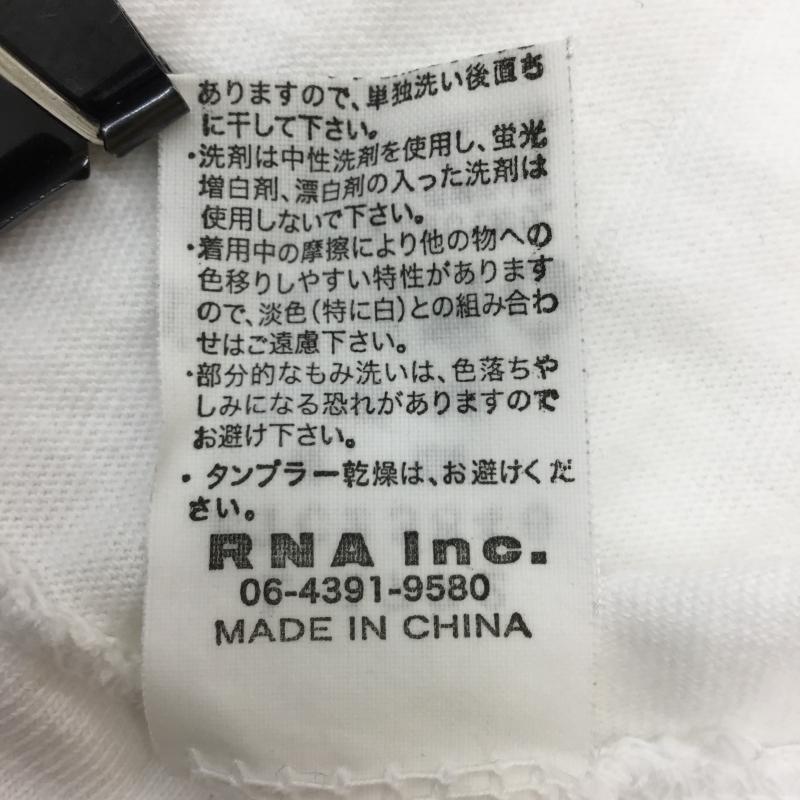 ありますので、単独洗い後直ち
に干して下さい。
・洗剤は中性洗剤を使用し、蛍光
増白剤、漂白剤の入った洗剤は
使用しないで下さい。
・着用中の摩擦により他の物への
色移りしやすい特性があります
ので、淡色(特に白)との組み合わ
せはご遠慮下さい。
・部分的なもみ洗いは、色落ちや
しみになる恐れがありますので
お避け下さい。
・タンブラー乾燥は、お避けくだ
さい。
RNA Inc.
06-4391-9580
MADE IN CHINA